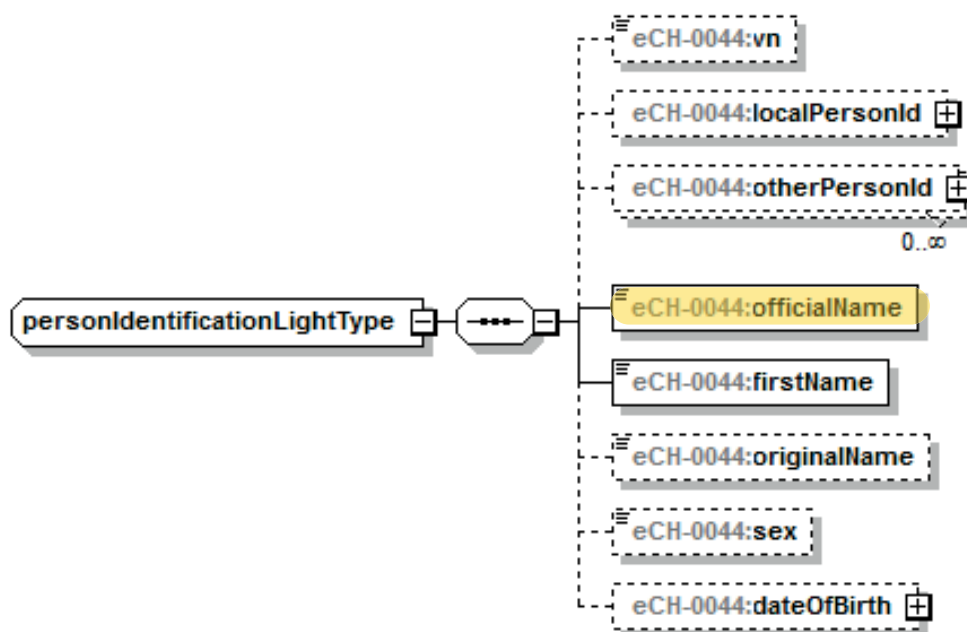 eCH-0044:vn
eCH-0044:localPersonId
eCH-0044:otherPersonId
0..∞
personIdentificationLightType
eCH-0044:officialName
eCH-0044:firstName
eCH-0044:originalName
eCH-0044:sex
eCH-0044:dateOfBirth